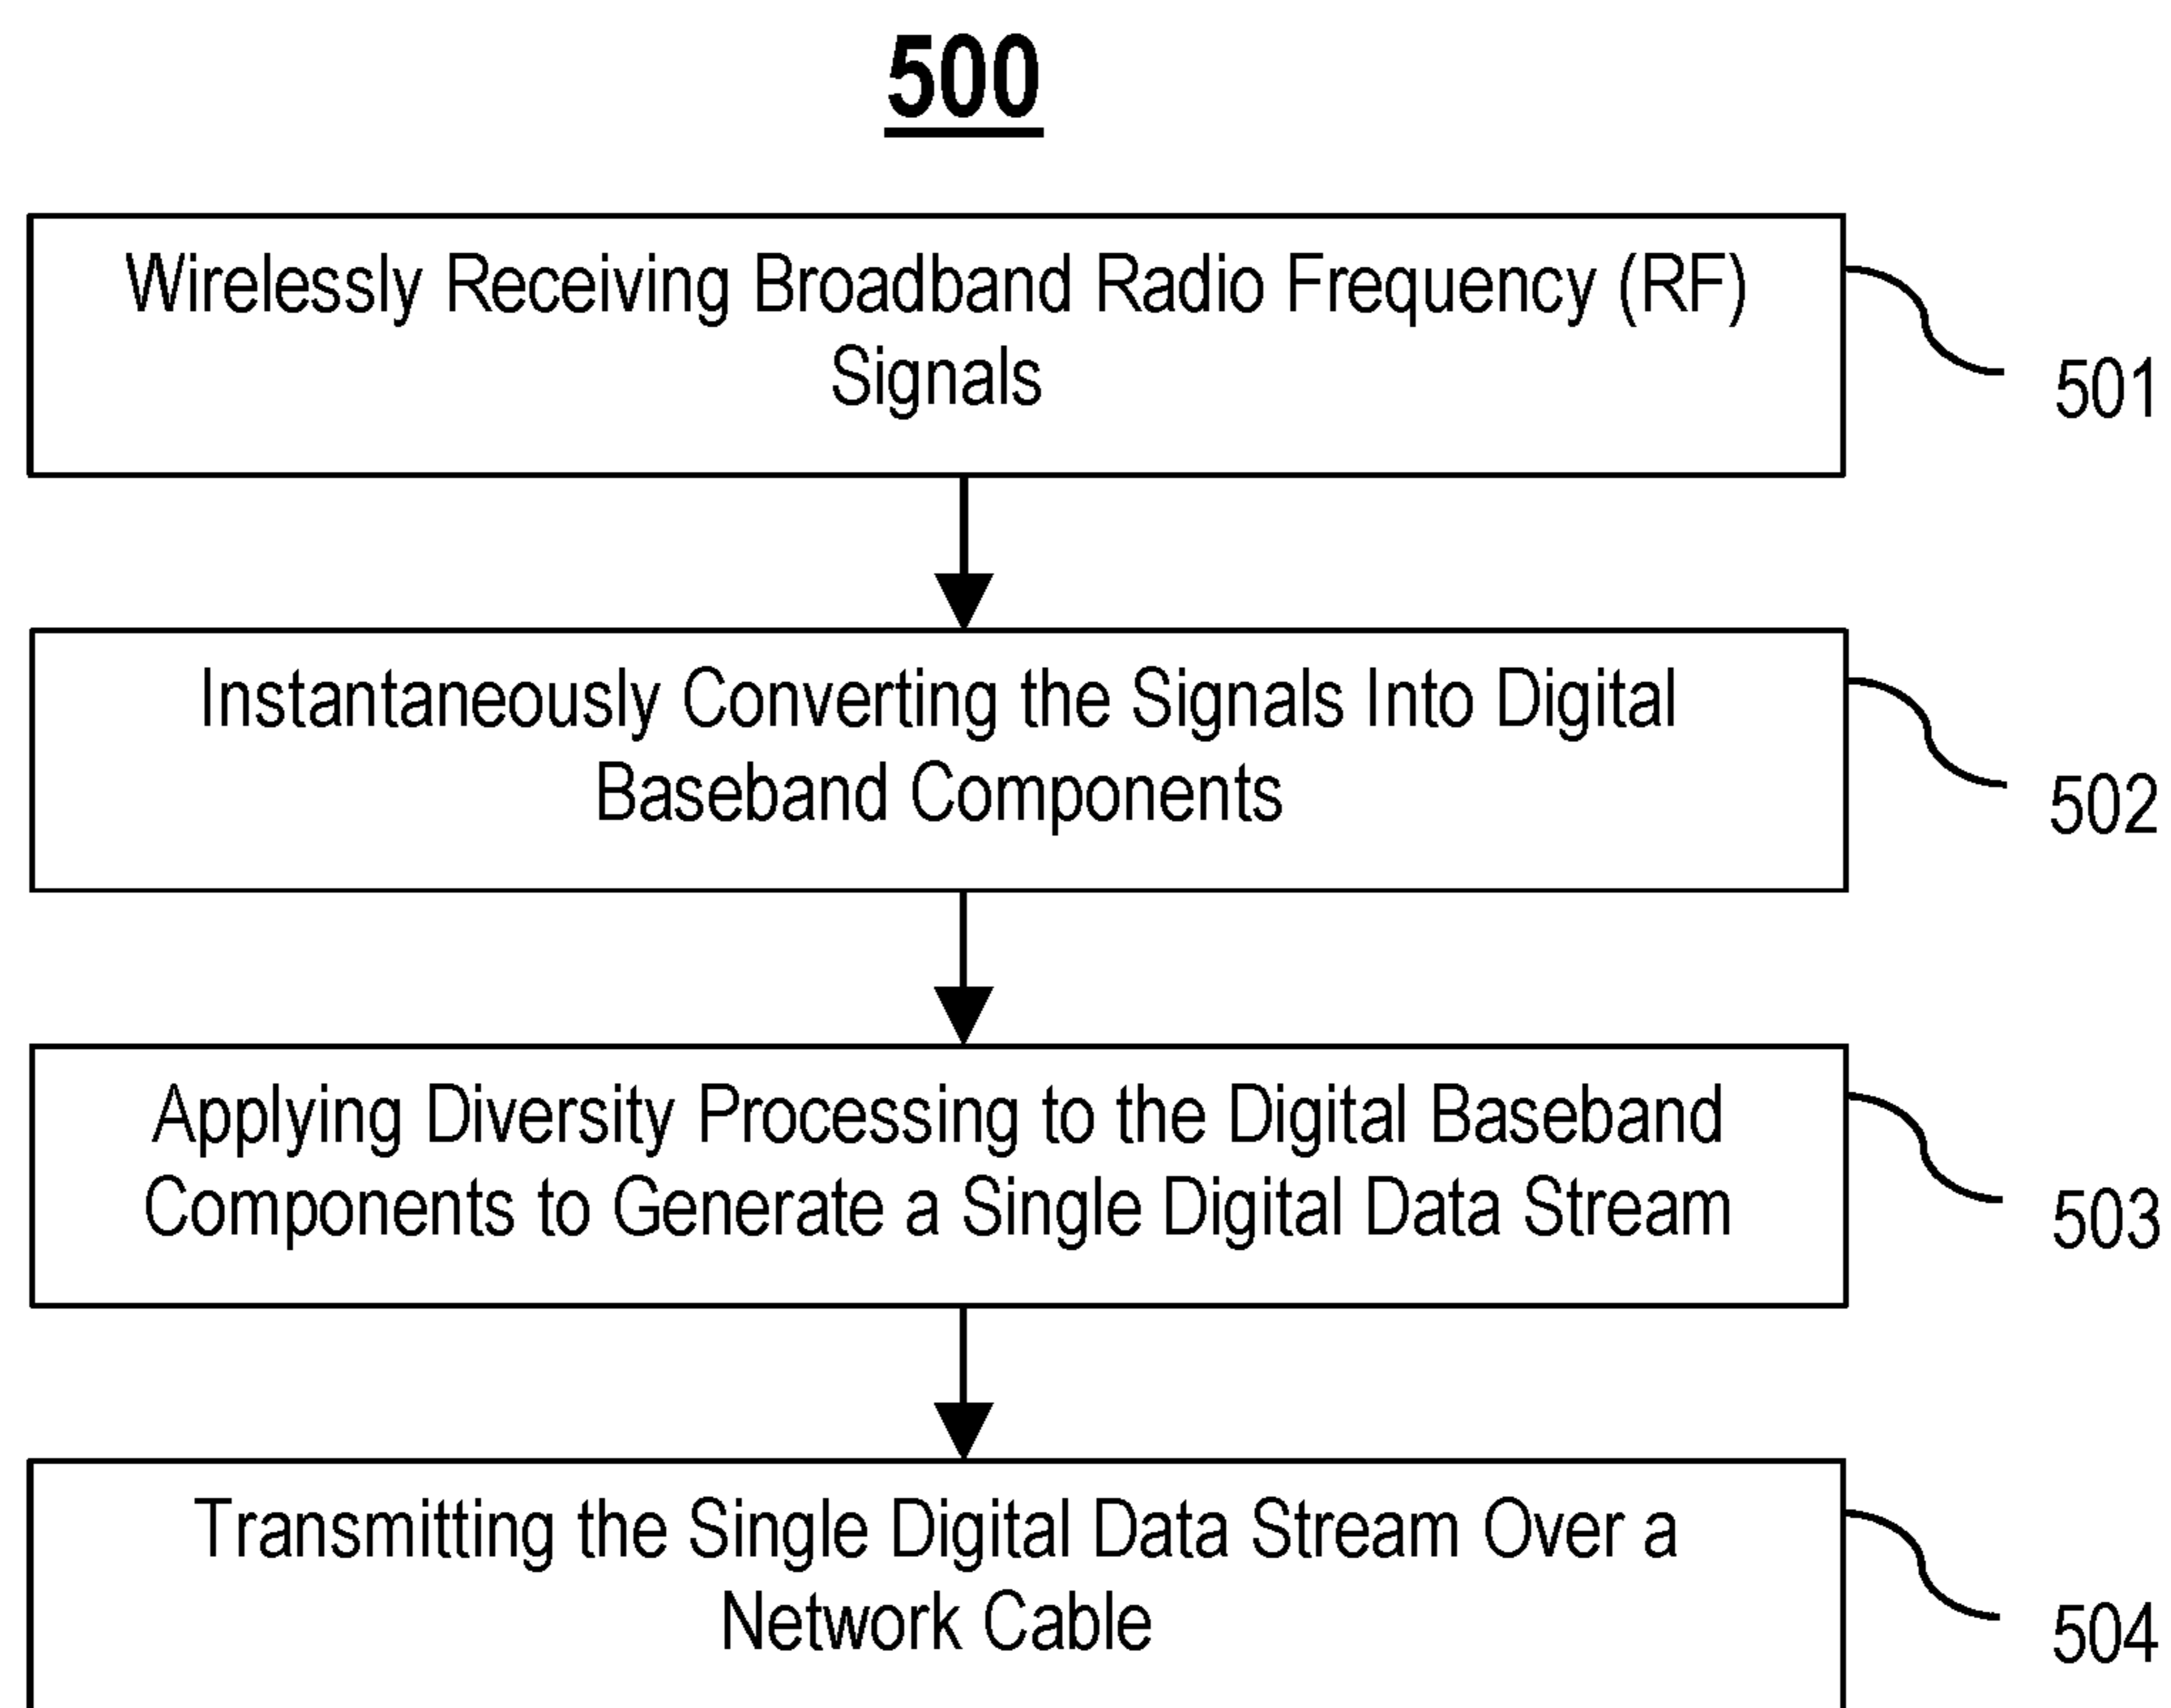 500
Wirelessly Receiving Broadband Radio Frequency (RF)
Signals
501
Instantaneously Converting the Signals Into Digital
Baseband Components
502
Applying Diversity Processing to the Digital Baseband
Components to Generate a Single Digital Data Stream
503
Transmitting the Single Digital Data Stream Over a
Network Cable
504